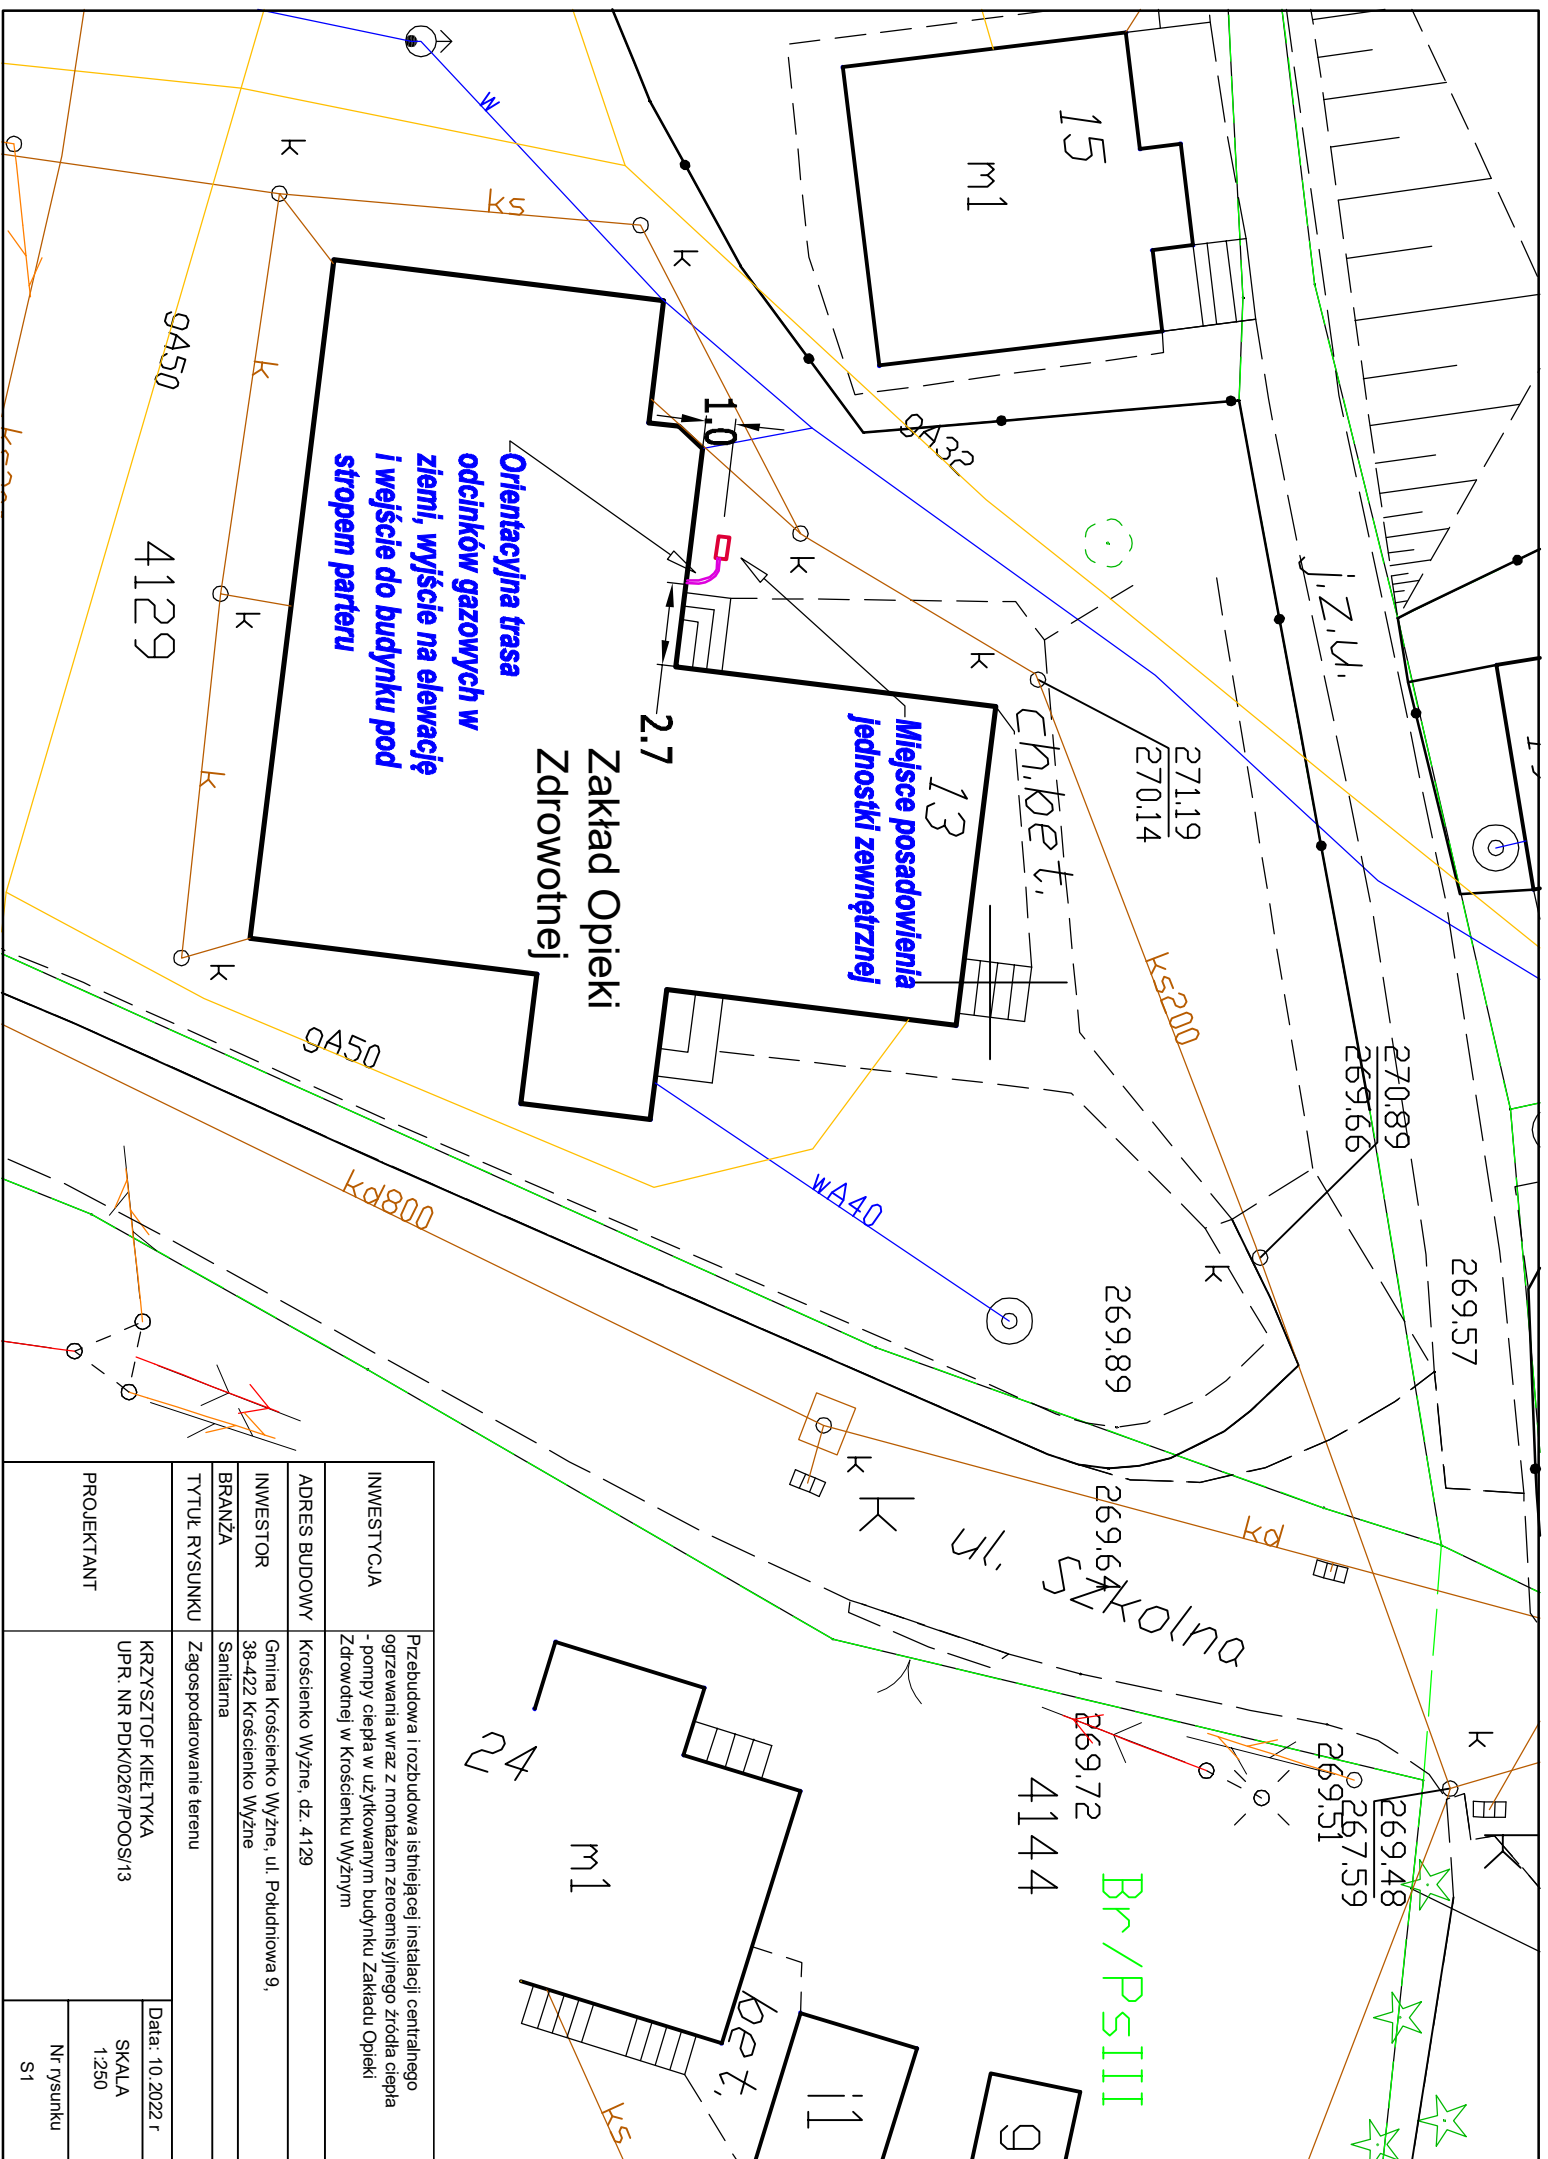 15
m1
w
k
ks
k
gA50
k
gA32
j.z.u.
1.0
Orientacyjna trasa
odcinków gazowych w
ziemi, wyjście na elewację
i wejście do budynku pod
stropem parteru
4129
k
k
k
k
k
2.7
Miejsce posadowienia
jednostki zewnętrznej
13
Zakład Opieki
Zdrowotnej
ch.bet.
271.19
270.14
ks200
270.89
269.66
gA50
kd800
wA40
k
269.89
269.57
k
K
ul. Szkolna
269.64
kd
k
K
24
m1
269.72
4144
269.51
269.48
267.59
Br/PsIII
bet.
i1
g
ks
INWESTYCJA
Przebudowa i rozbudowa istniejącej instalacji centralnego
ogrzewania wraz z montażem zeroemisyjnego źródła ciepła
- pompy ciepła w użytkowanym budynku Zakładu Opieki
Zdrowotnej w Krościenku Wyżnym
ADRES BUDOWY
Krościenko Wyżne, dz. 4129
INWESTOR
Gmina Krościenko Wyżne, ul. Południowa 9,
38-422 Krościenko Wyżne
BRANŻA
Sanitarna
TYTUŁ RYSUNKU
Zagospodarowanie terenu
PROJEKTANT
KRZYSZTOF KIEŁTYKA
UPR. NR PDK/0267/POOS/13
Data: 10.2022 r
SKALA
1:250
Nr rysunku
S1